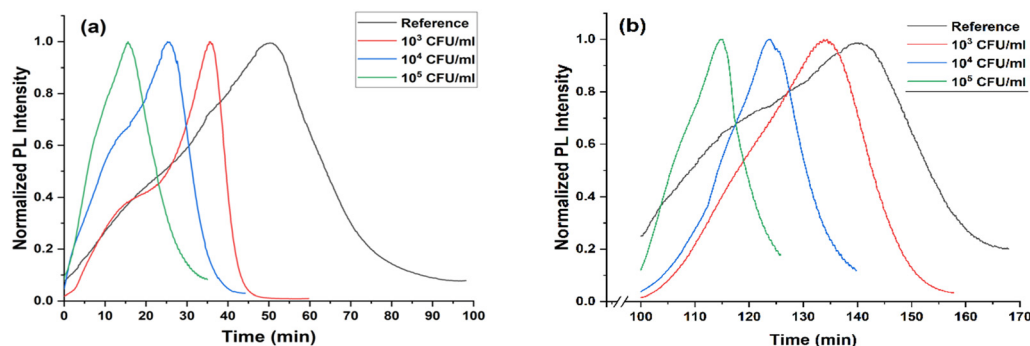 (a)
Reference
10³ CFU/ml
10⁴ CFU/ml
10⁵ CFU/ml
Normalized PL Intensity
1.0
0.8
0.6
0.4
0.2
0.0
0 10 20 30 40 50 60 70 80 90 100
Time (min)
(b)
Reference
10³ CFU/ml
10⁴ CFU/ml
10⁵ CFU/ml
Normalized PL Intensity
1.0
0.8
0.6
0.4
0.2
0.0
100 110 120 130 140 150 160 170
Time (min)